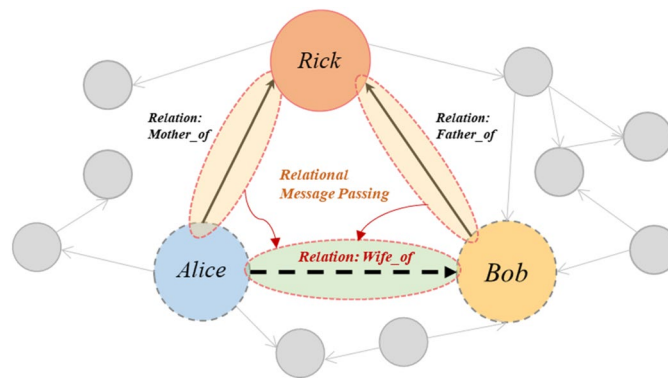 Rick
Relation:
Mother_of
Relation:
Father_of
Relational
Message Passing
Relation: Wife_of
Alice
Bob